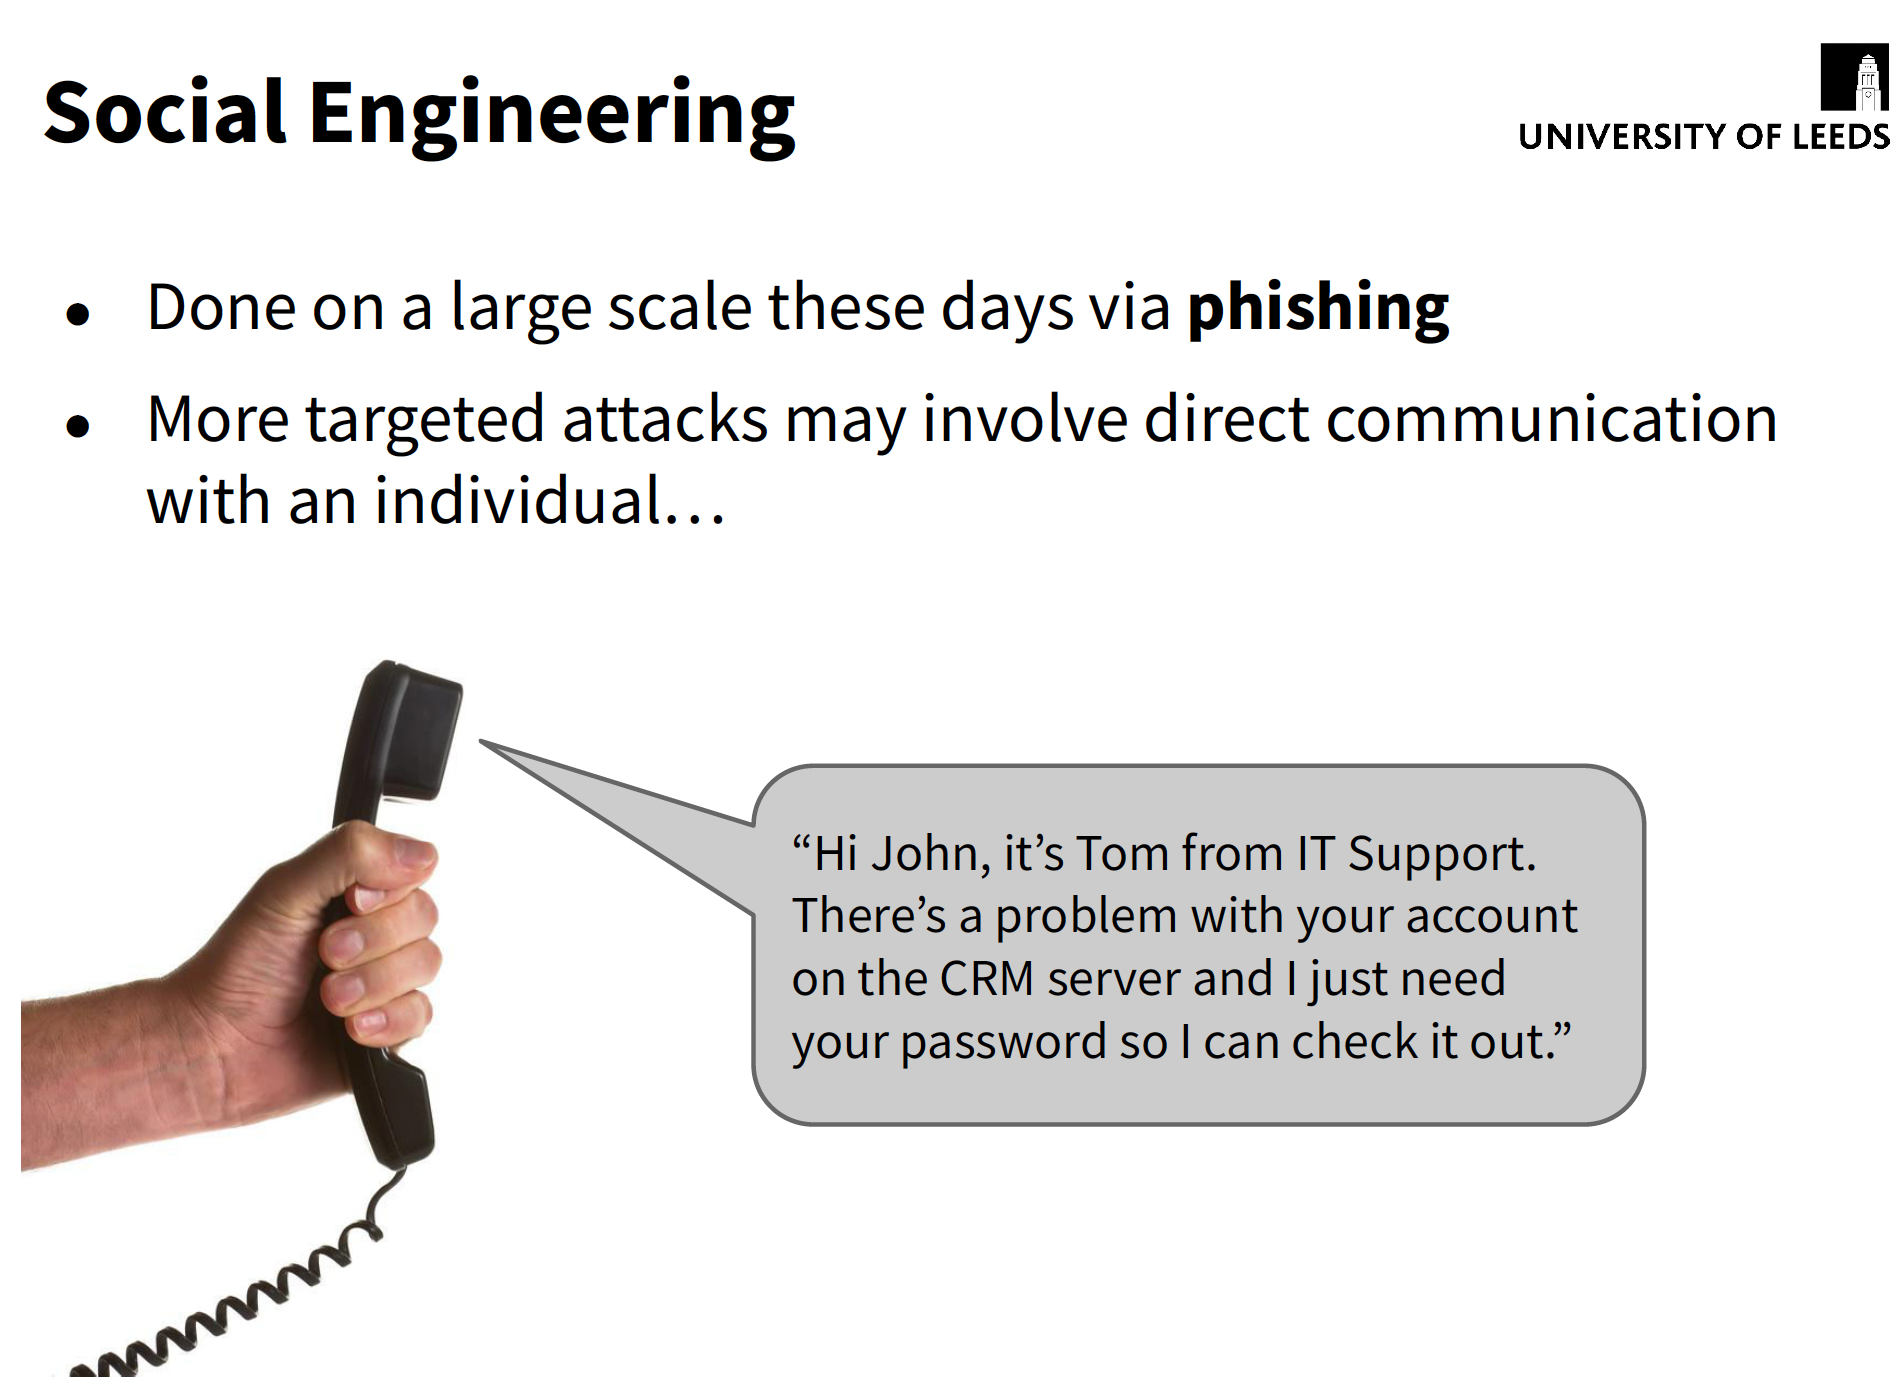 Social Engineering
UNIVERSITY OF LEEDS
● Done on a large scale these days via phishing
● More targeted attacks may involve direct communication
with an individual…
“Hi John, it’s Tom from IT Support.
There’s a problem with your account
on the CRM server and I just need
your password so I can check it out.”